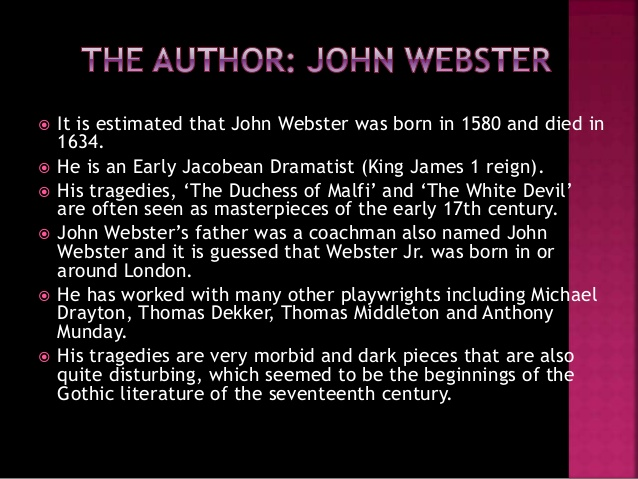 THE AUTHOR: JOHN WEBSTER
It is estimated that John Webster was born in 1580 and died in
1634.
He is an Early Jacobean Dramatist (King James 1 reign).
His tragedies, ‘The Duchess of Malfi’ and ‘The White Devil’
are often seen as masterpieces of the early 17th century.
John Webster’s father was a coachman also named John
Webster and it is guessed that Webster Jr. was born in or
around London.
He has worked with many other playwrights including Michael
Drayton, Thomas Dekker, Thomas Middleton and Anthony
Munday.
His tragedies are very morbid and dark pieces that are also
quite disturbing, which seemed to be the beginnings of the
Gothic literature of the seventeenth century.